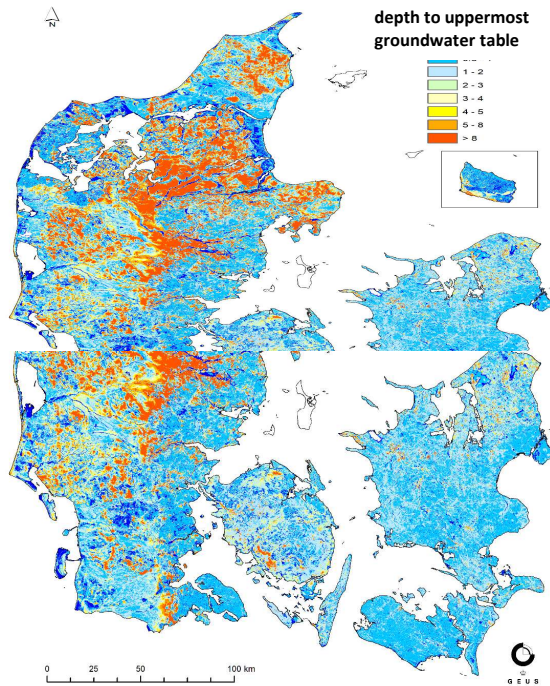 N
depth to uppermost
groundwater table
1 - 2
2 - 3
3 - 4
4 - 5
5 - 8
> 8
0 25 50 100 km
G E U S